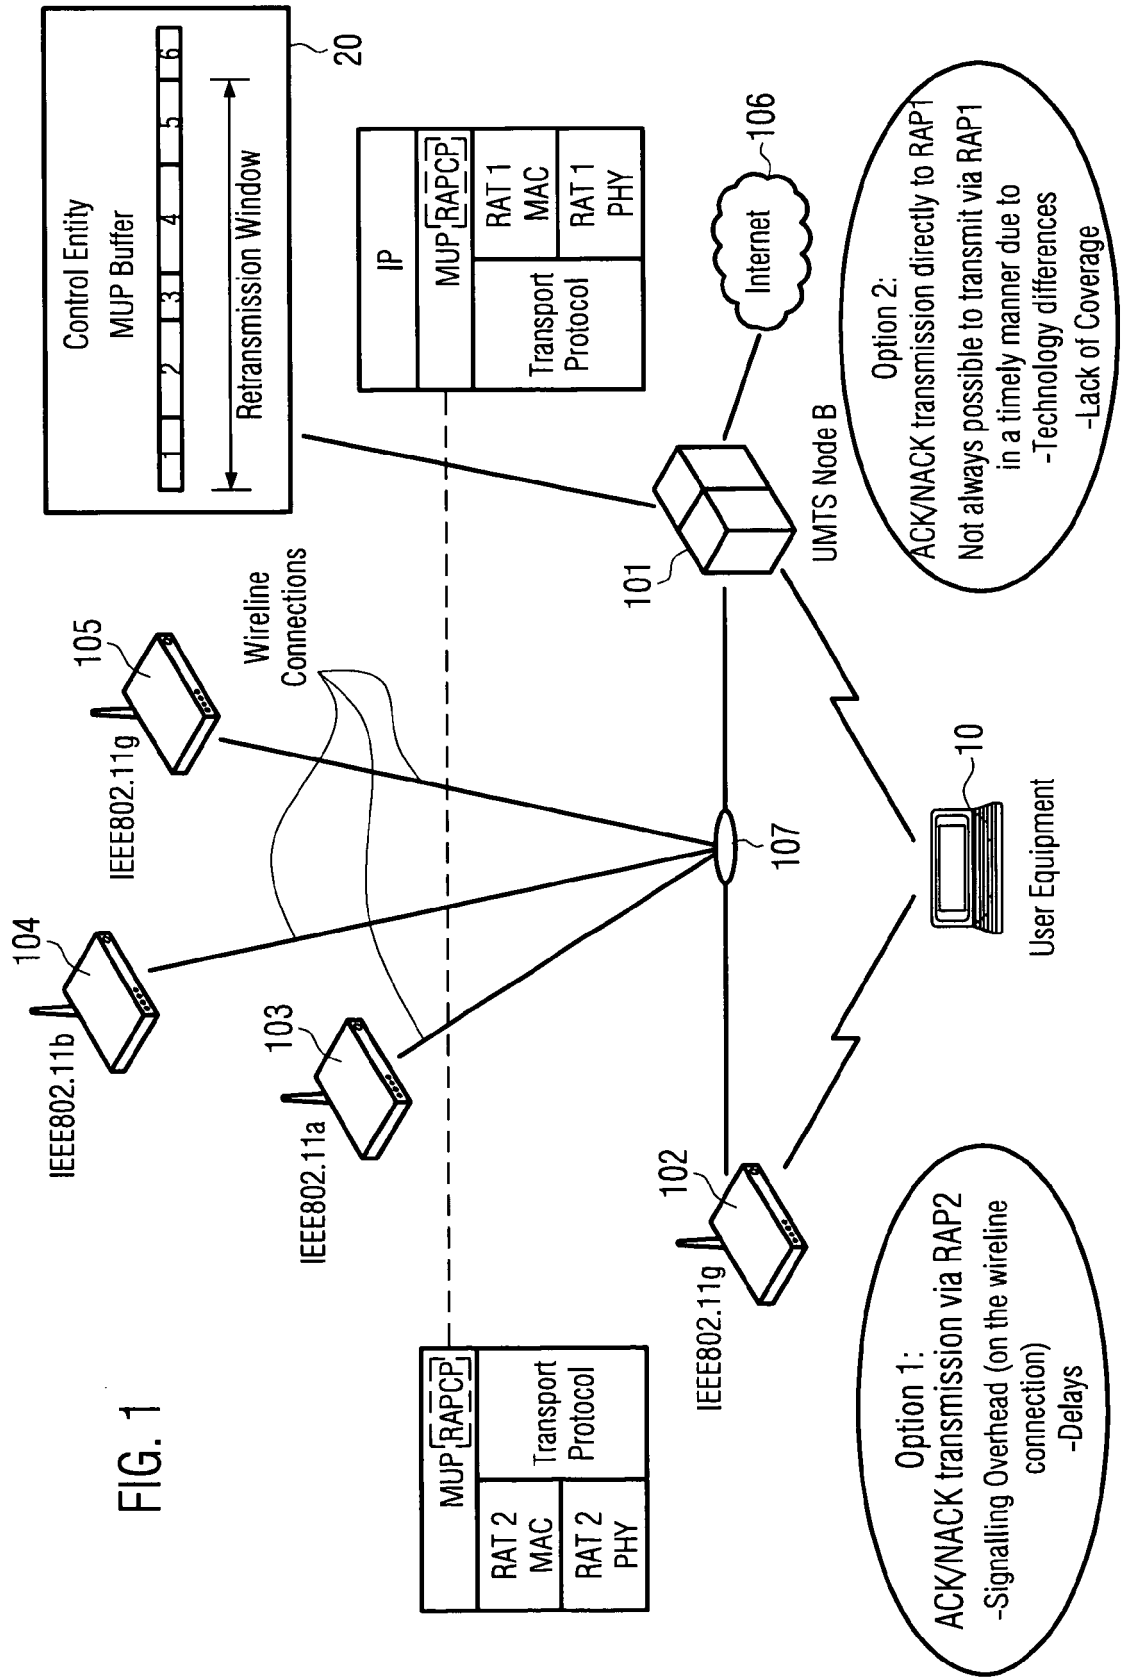 FIG. 1
Control Entity
MUP Buffer
1 2 3 4 5 6
Retransmission Window
20
IEEE802.11b
104
IEEE802.11g
105
IEEE802.11a
103
Wireline
Connections
MUP RAPCP
RAT 2
MAC
RAT 2
PHY
Transport
Protocol
IP
MUP RAPCP
Transport
Protocol
RAT 1
MAC
RAT 1
PHY
IEEE802.11g
102
107
101
UMTS Node B
Internet
106
10
User Equipment
Option 1:
ACK/NACK transmission via RAP2
-Signalling Overhead (on the wireline
connection)
-Delays
Option 2:
ACK/NACK transmission directly to RAP1
Not always possible to transmit via RAP1
in a timely manner due to
-Technology differences
-Lack of Coverage